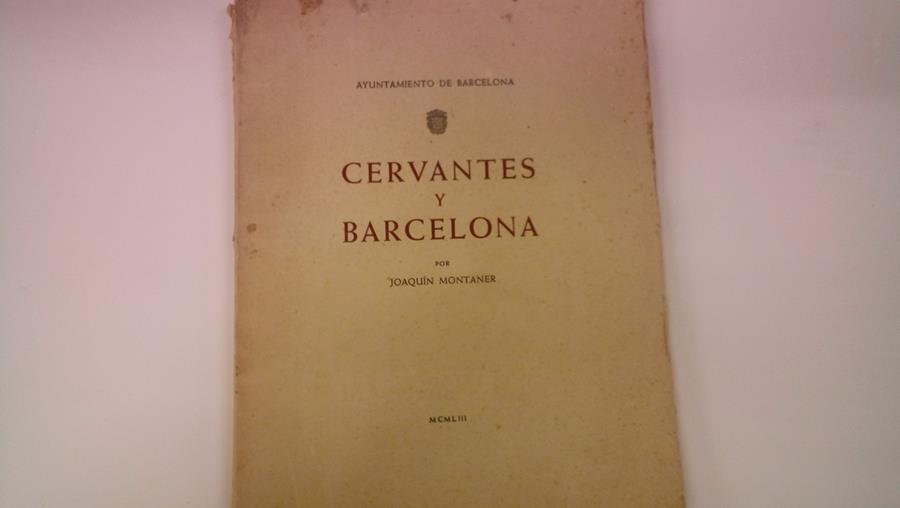 AYUNTAMIENTO DE BARCELONA
CERVANTES
Y
BARCELONA
POR
JOAQUÍN MONTANER
MCMLIII